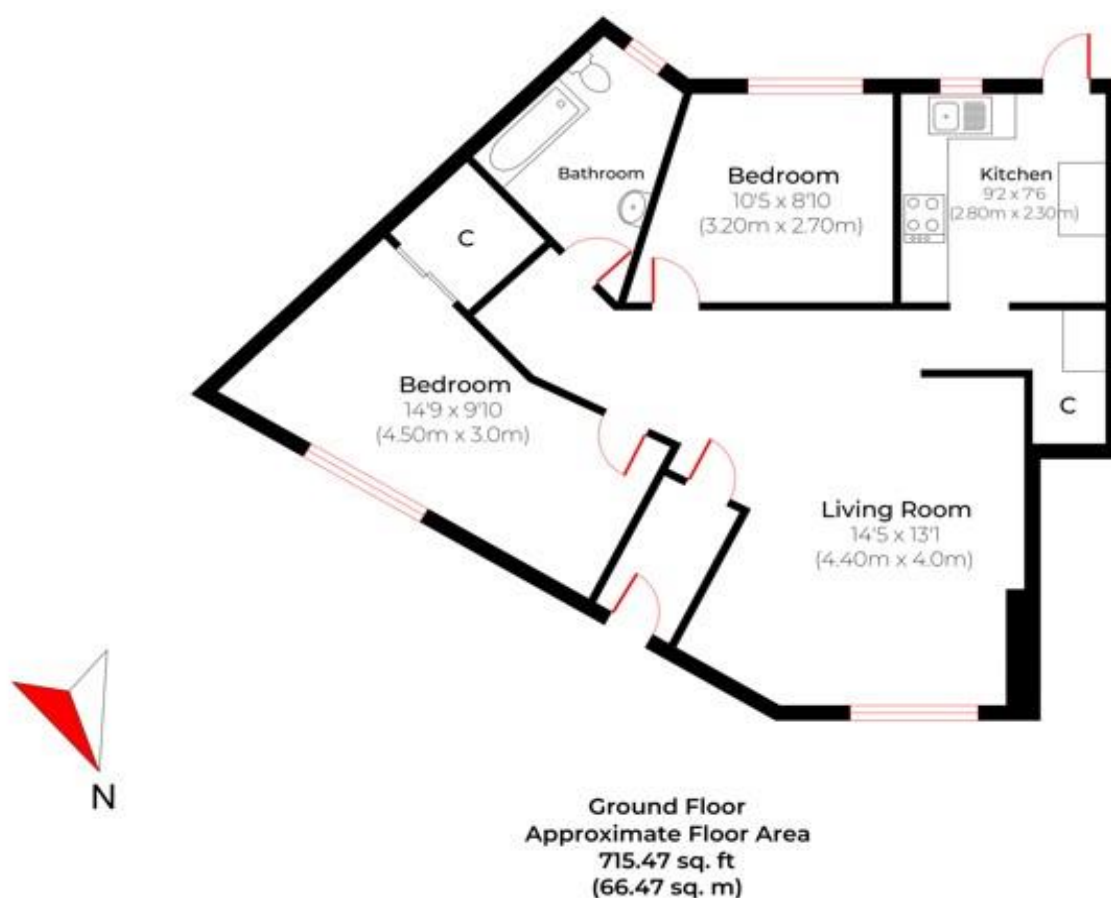 Bathroom
Bedroom
10'5 x 8'10
(3.20m x 2.70m)
Kitchen
9'2 x 7'6
(2.80m x 2.30m)
C
Bedroom
14'9 x 9'10
(4.50m x 3.0m)
C
Living Room
14'5 x 13'1
(4.40m x 4.0m)
N
Ground Floor
Approximate Floor Area
715.47 sq. ft
(66.47 sq. m)